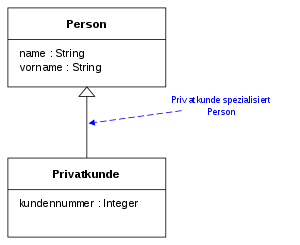 Person
name : String
vorname : String
Privatkunde spezialisiert
Person
Privatkunde
kundennummer : Integer